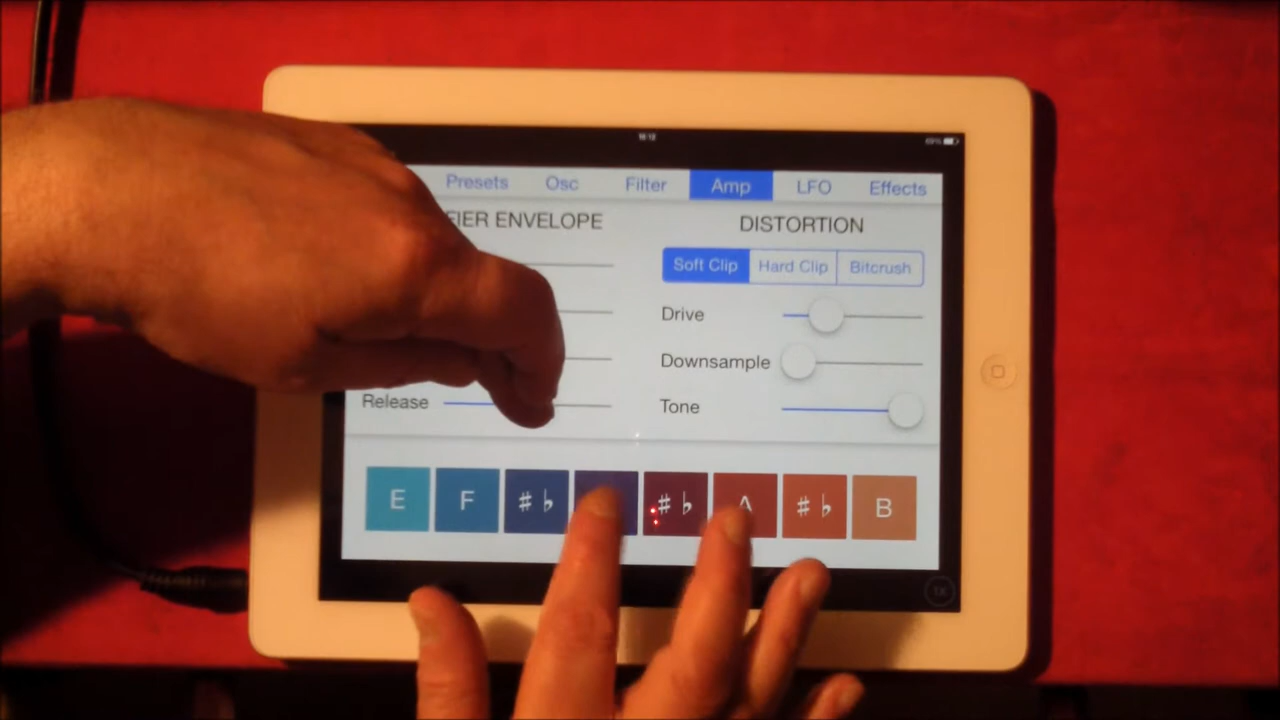 Presets Osc Filter Amp LFO Effects
FIER ENVELOPE DISTORTION
Soft Clip Hard Clip Bitcrush
Drive
Downsample
Release Tone
E F # ♭ # ♭ A # ♭ B